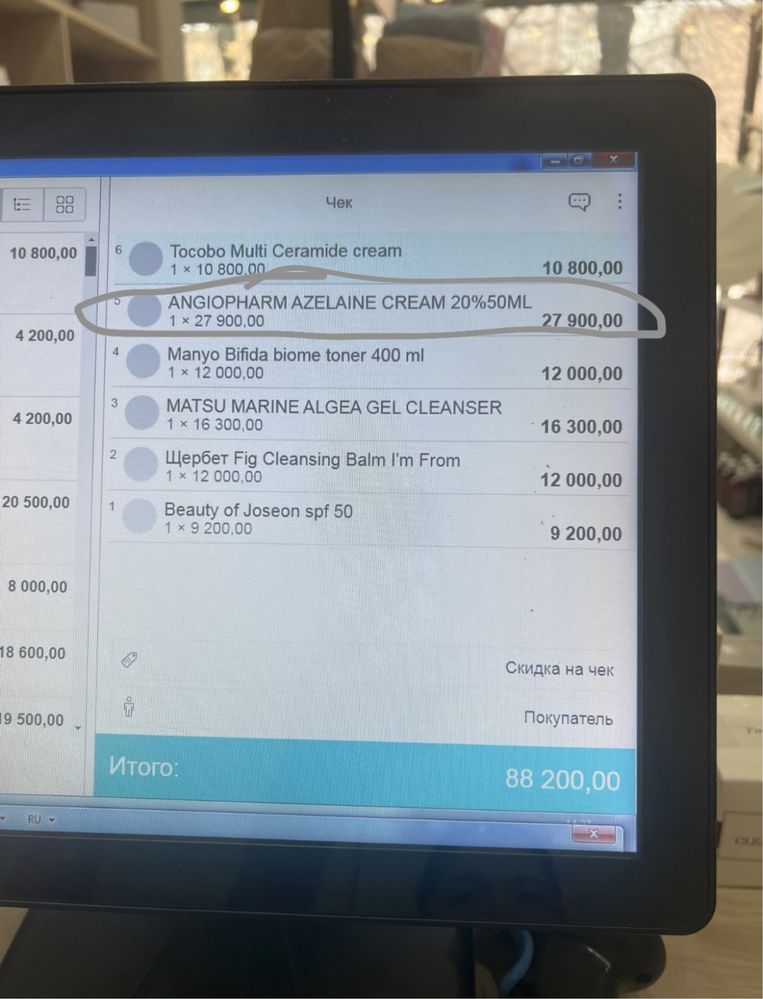 Чек
10 800,00
4 200,00
4 200,00
20 500,00
8 000,00
18 600,00
19 500,00
6 Tocobo Multi Ceramide cream
1 × 10 800,00 10 800,00
5 ANGIOPHARM AZELAINE CREAM 20%50ML
1 × 27 900,00 27 900,00
4 Manyo Bifida biome toner 400 ml
1 × 12 000,00 12 000,00
3 MATSU MARINE ALGEA GEL CLEANSER
1 × 16 300,00 16 300,00
2 Щербет Fig Cleansing Balm I'm From
1 × 12 000,00 12 000,00
1 Beauty of Joseon spf 50
1 × 9 200,00 9 200,00
Скидка на чек
Покупатель
Итого: 88 200,00
RU